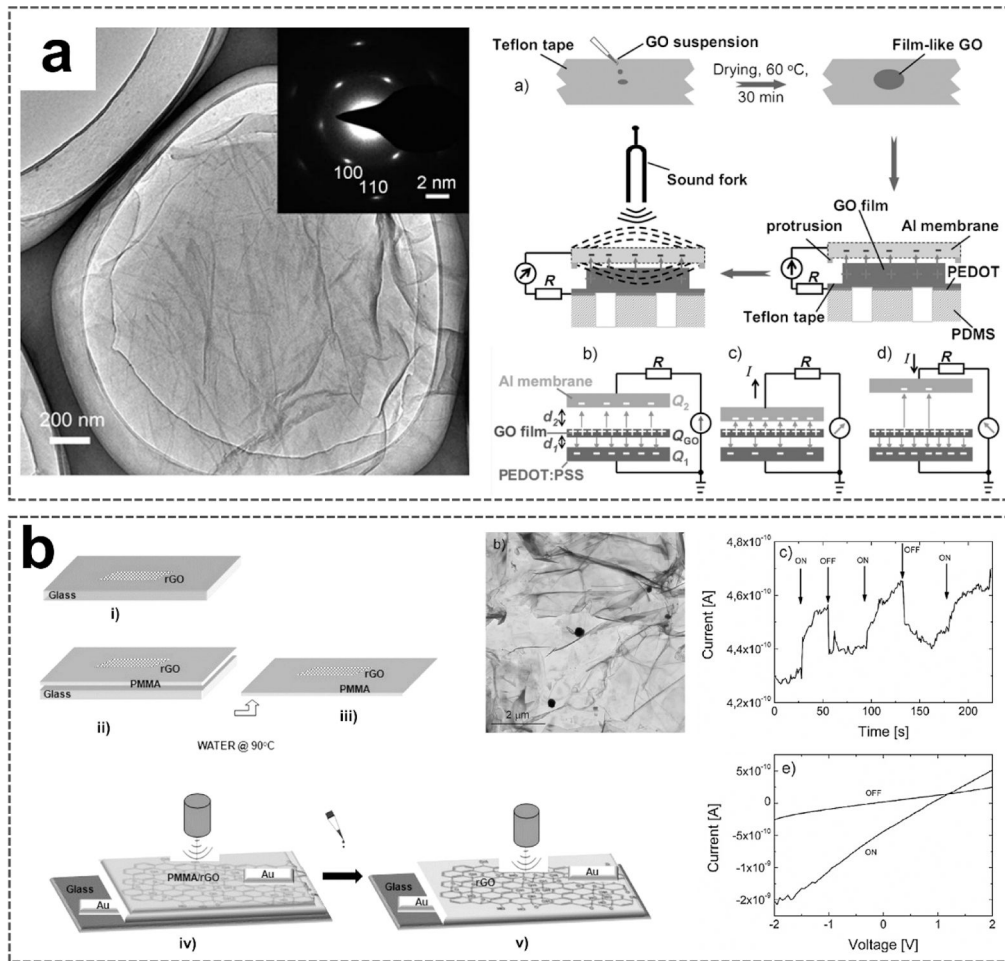 a
100
110
2 nm
200 nm
Teflon tape
GO suspension
Film-like GO
Drying, 60 °C,
30 min
a)
Sound fork
GO film
protrusion
Al membrane
R
R
PEDOT
Teflon tape
PDMS
b)
c)
d)
R
I
R
I
R
Al membrane
Q2
d2
GO film
QGO
d1
Q1
PEDOT:PSS
b
rGO
Glass
i)
rGO
PMMA
Glass
ii)
rGO
PMMA
iii)
WATER @ 90°C
Glass
Au
PMMA/rGO
Au
iv)
Glass
Au
rGO
Au
v)
b)
2 µm
c)
4,8x10-10
4,6x10-10
4,4x10-10
4,2x10-10
Current [A]
ON
OFF
ON
OFF
ON
0
50
100
150
200
Time [s]
e)
5x10-10
0
-5x10-10
-1x10-9
-2x10-9
Current [A]
OFF
ON
-2
-1
0
1
2
Voltage [V]